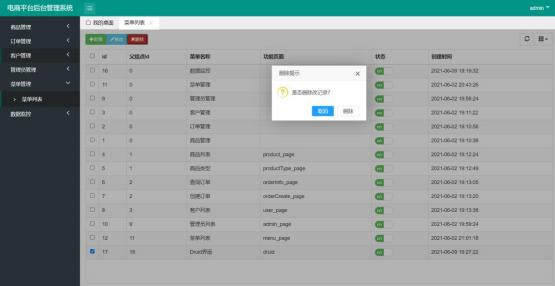 电商平台后台管理系统
admin
商品管理
订单管理
客户管理
管理员管理
菜单管理
菜单列表
数据监控
我的桌面 菜单列表
新增 修改 删除
id 父结点id 菜单名称 功能页面 状态 创建时间
16 0 数据监控 2021-06-09 19:19:32
11 0 菜单管理 2021-06-02 20:43:26
9 0 管理员管理 2021-06-02 19:59:24
3 0 客户管理 2021-06-02 19:11:22
2 0 订单管理 2021-06-02 19:10:56
1 0 商品管理 2021-06-02 19:10:36
4 1 商品列表 product_page 2021-06-02 19:12:24
5 1 商品类型 productType_page 2021-06-02 19:12:49
6 2 查询订单 orderInfo_page 2021-06-02 19:13:05
7 2 创建订单 orderCreate_page 2021-06-02 19:13:20
8 3 客户列表 user_page 2021-06-02 19:13:38
10 9 管理员列表 admin_page 2021-06-02 19:59:24
12 11 菜单列表 menu_page 2021-06-02 21:01:18
17 16 Druid界面 druid 2021-06-09 19:27:22
删除提示
是否删除改记录?
取消 删除